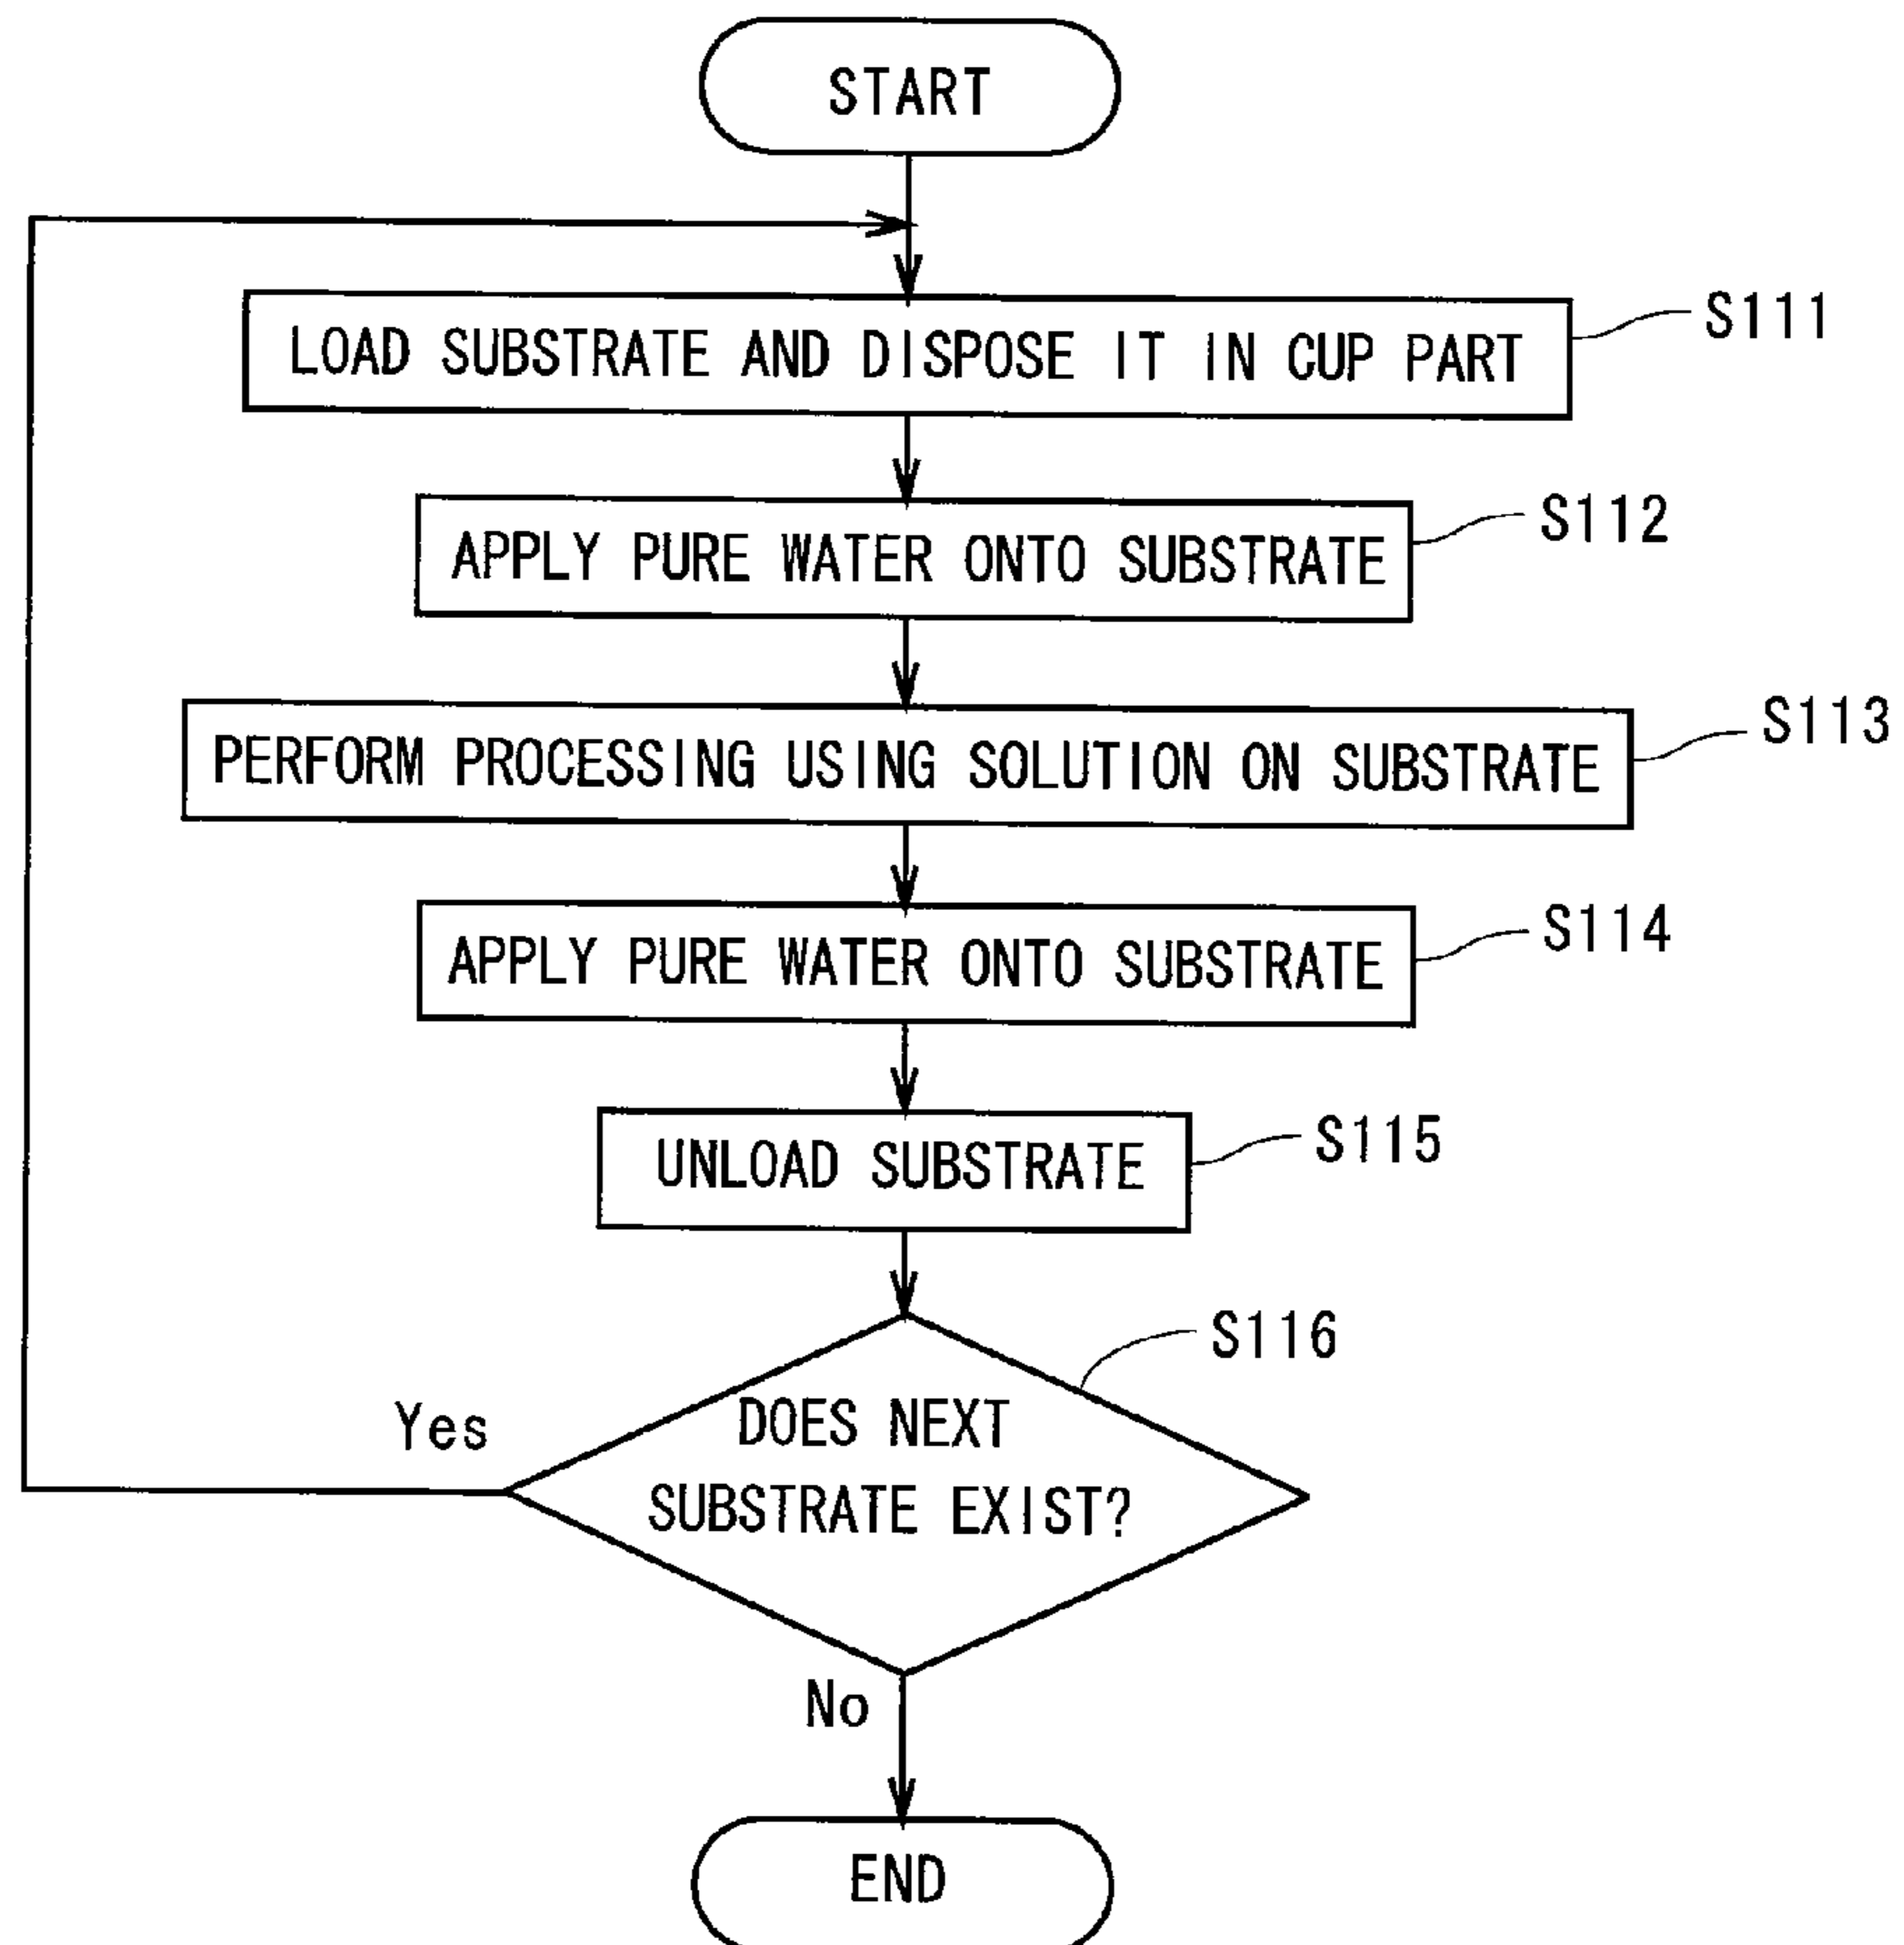 START
LOAD SUBSTRATE AND DISPOSE IT IN CUP PART
S111
APPLY PURE WATER ONTO SUBSTRATE
S112
PERFORM PROCESSING USING SOLUTION ON SUBSTRATE
S113
APPLY PURE WATER ONTO SUBSTRATE
S114
UNLOAD SUBSTRATE
S115
S116
DOES NEXT
SUBSTRATE EXIST?
Yes
No
END